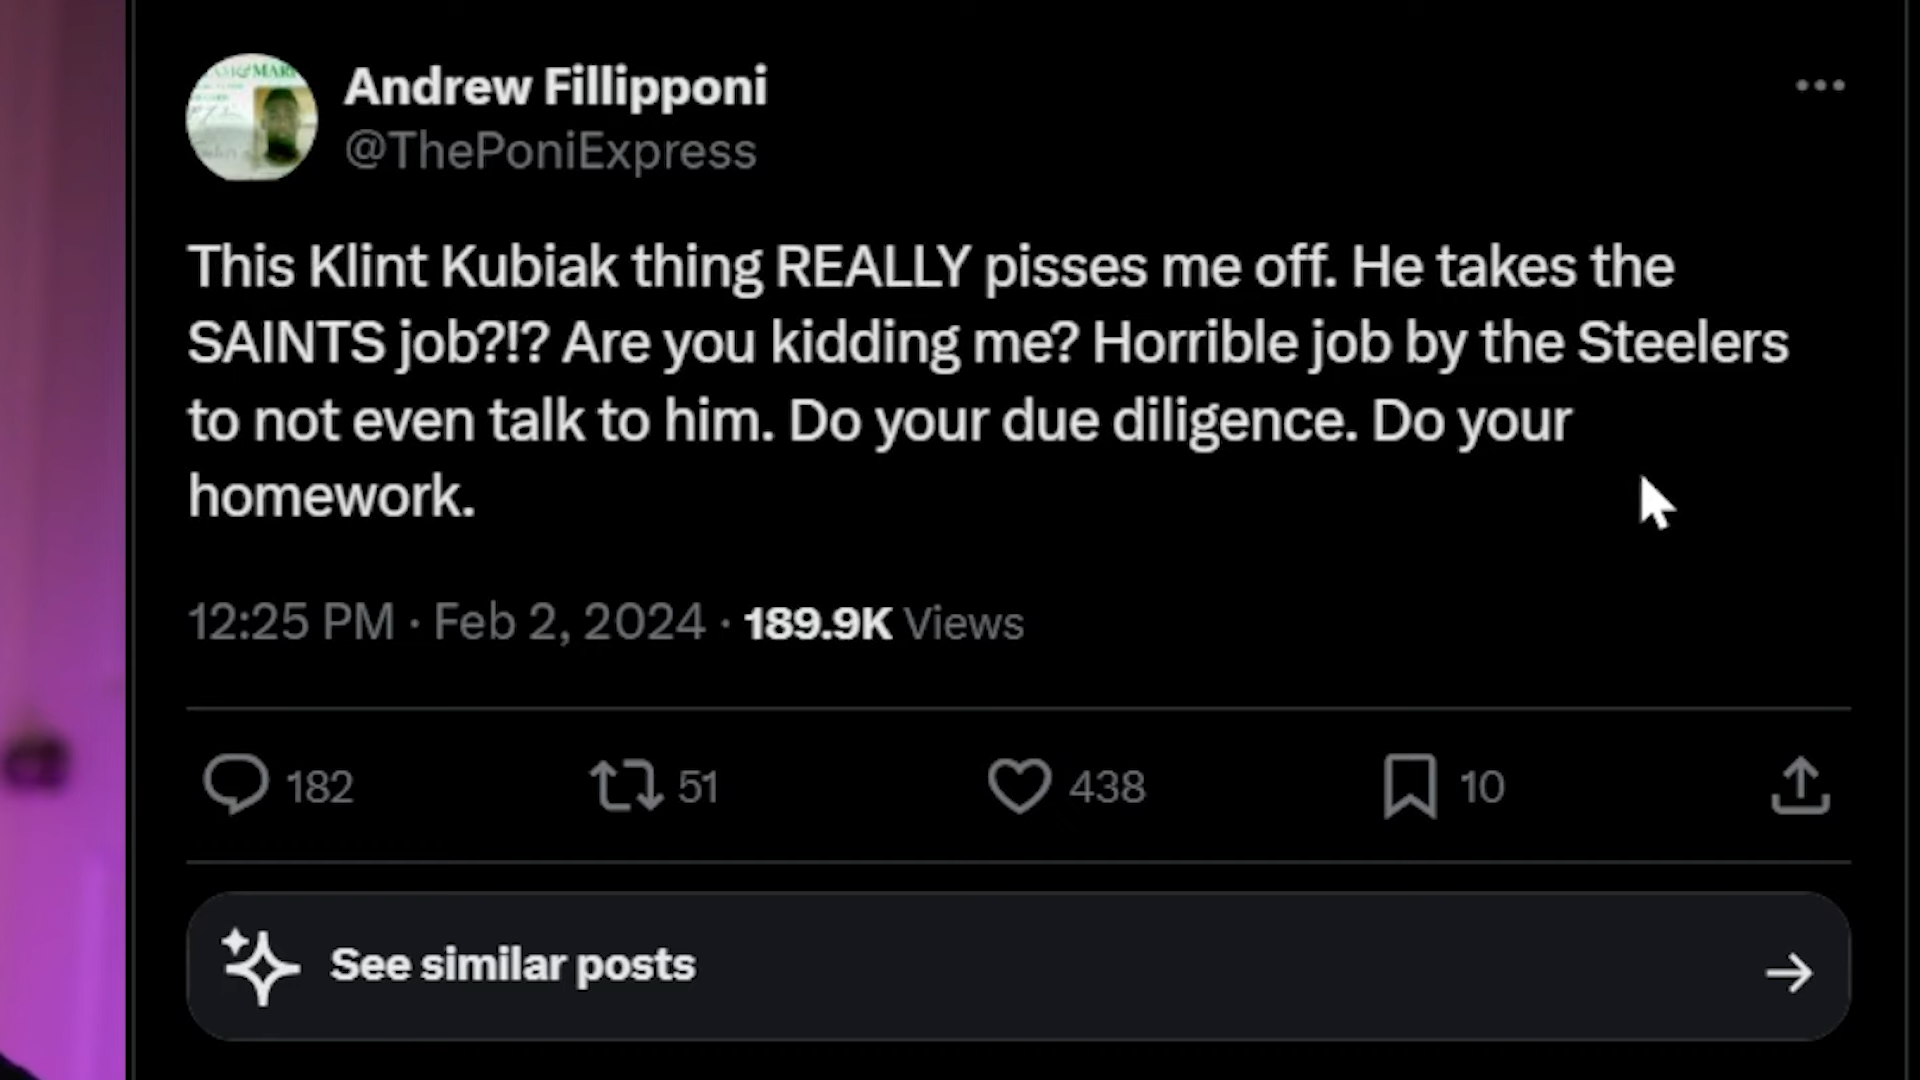 Andrew Fillipponi
@ThePoniExpress
This Klint Kubiak thing REALLY pisses me off. He takes the
SAINTS job?!? Are you kidding me? Horrible job by the Steelers
to not even talk to him. Do your due diligence. Do your
homework.
12:25 PM · Feb 2, 2024 · 189.9K Views
182 51 438 10
See similar posts